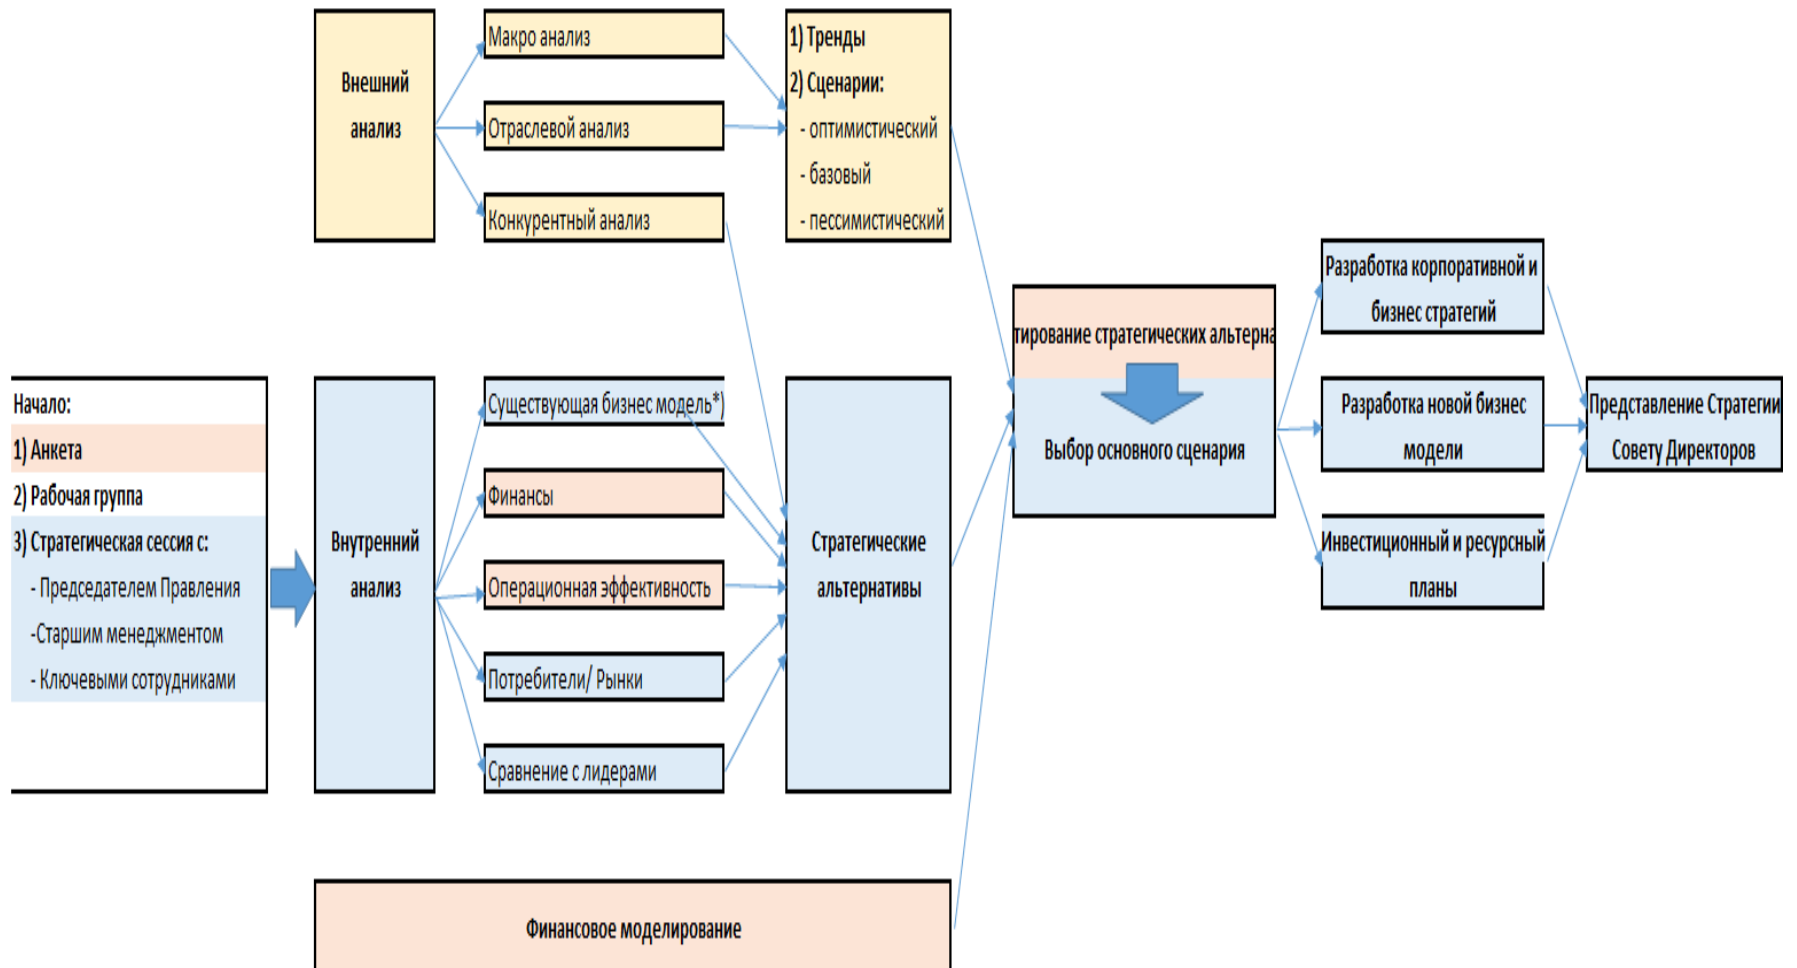 Внешний
анализ
Макро анализ
Отраслевой анализ
Конкурентный анализ
1) Тренды
2) Сценарии:
- оптимистический
- базовый
- пессимистический
Начало:
1) Анкета
2) Рабочая группа
3) Стратегическая сессия с:
- Председателем Правления
-Старшим менеджментом
- Ключевыми сотрудниками
Внутренний
анализ
Существующая бизнес модель*)
Финансы
Операционная эффективность
Потребители/ Рынки
Сравнение с лидерами
Стратегические
альтернативы
Финансовое моделирование
тирование стратегических альтерна
Выбор основного сценария
Разработка корпоративной и
бизнес стратегий
Разработка новой бизнес
модели
Инвестиционный и ресурсный
планы
Представление Стратегии
Совету Директоров